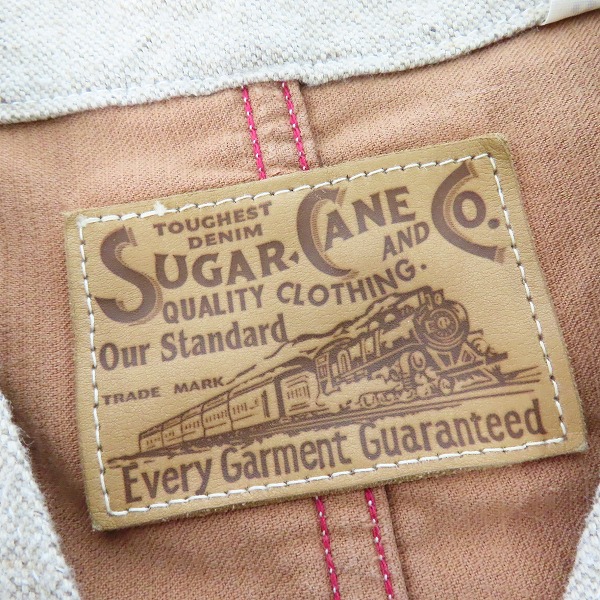 TOUGHEST
DENIM
SUGAR·CANE AND CO.
QUALITY CLOTHING.
Our Standard
TRADE MARK
Every Garment Guaranteed